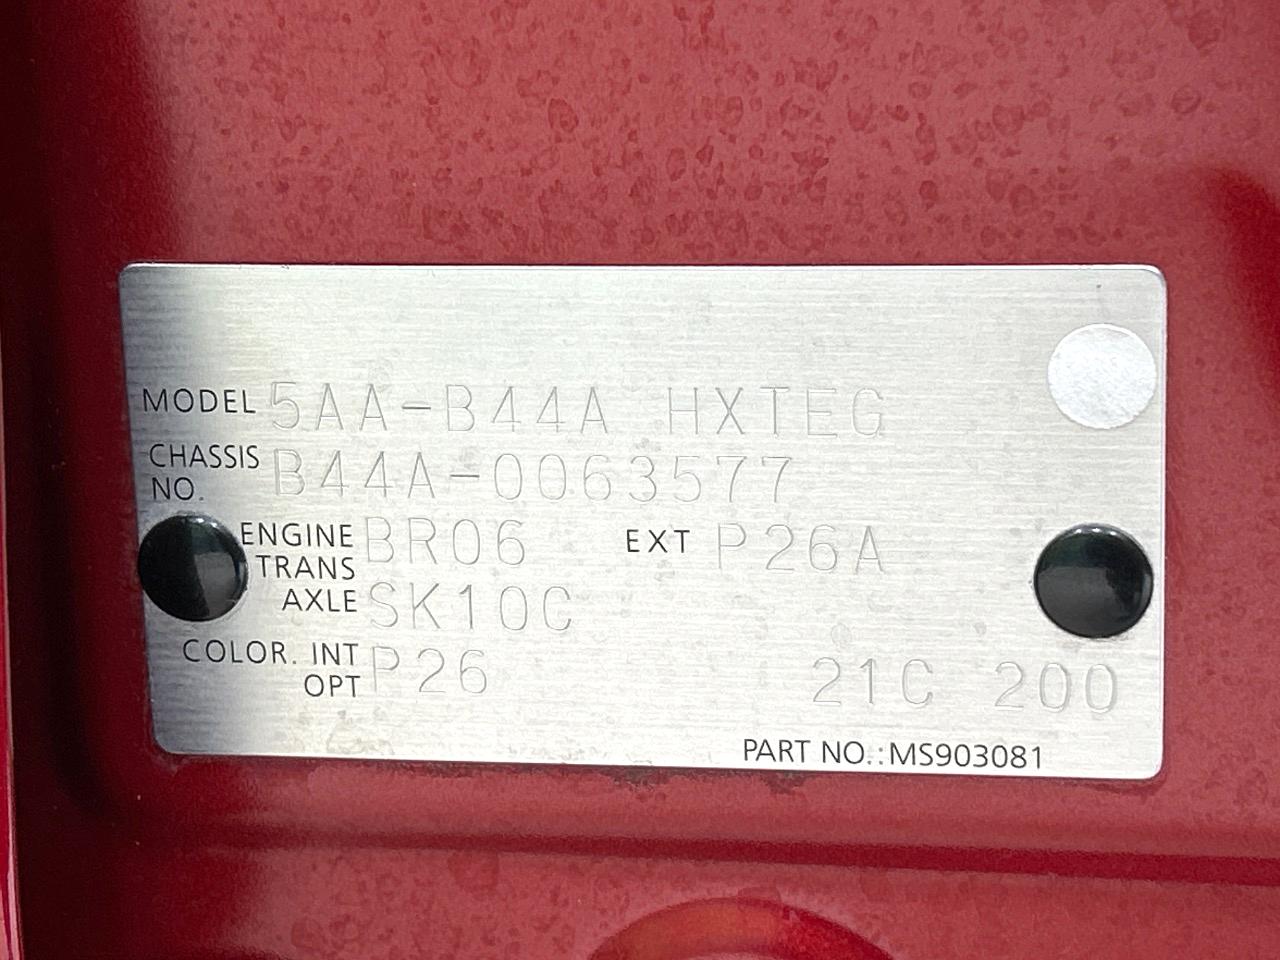 MODEL 5AA-B44A HXTEG
CHASSIS NO. B44A-0063577
ENGINE BR06 EXT P26A
TRANS AXLE SK10C
COLOR. INT OPT P26 21C 200
PART NO.:MS903081